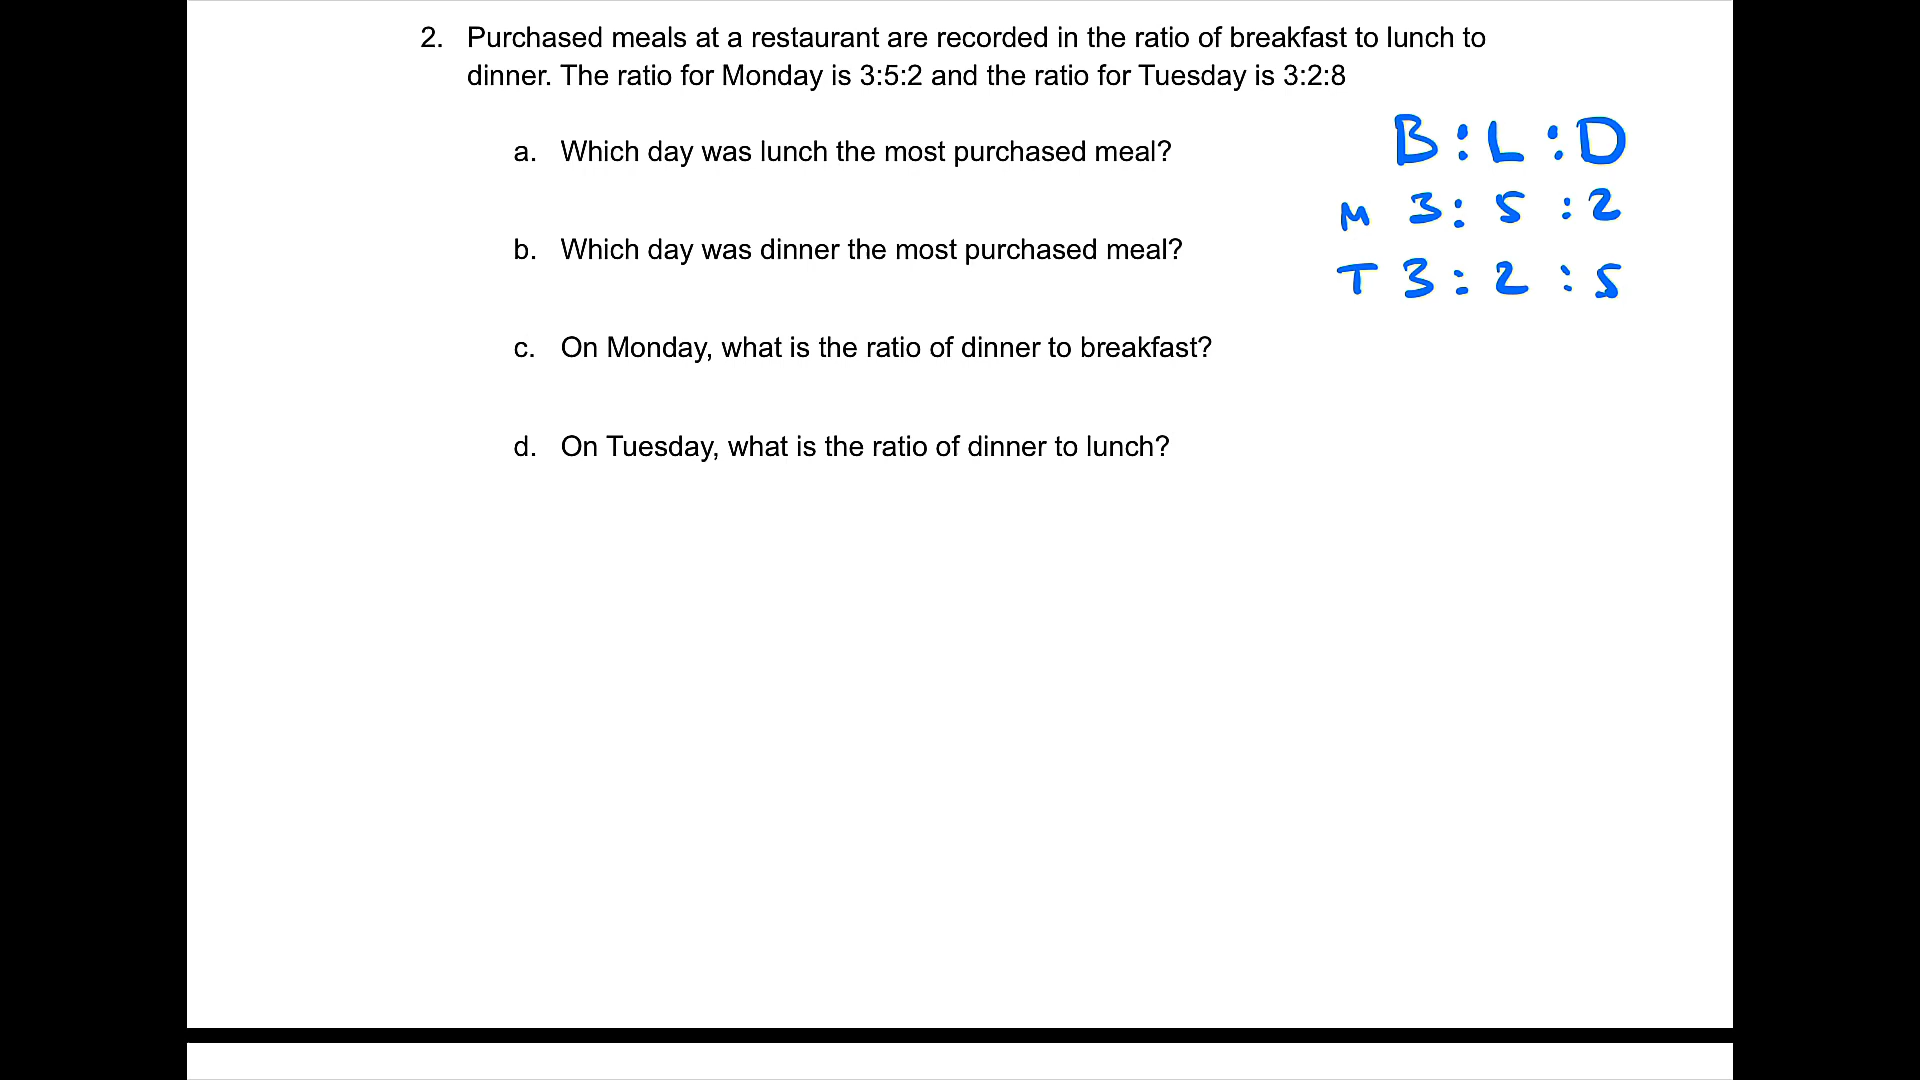 2. Purchased meals at a restaurant are recorded in the ratio of breakfast to lunch to
dinner. The ratio for Monday is 3:5:2 and the ratio for Tuesday is 3:2:8
a. Which day was lunch the most purchased meal?
b. Which day was dinner the most purchased meal?
c. On Monday, what is the ratio of dinner to breakfast?
d. On Tuesday, what is the ratio of dinner to lunch?
B : L : D
M 3 : 5 : 2
T 3 : 2 : 5